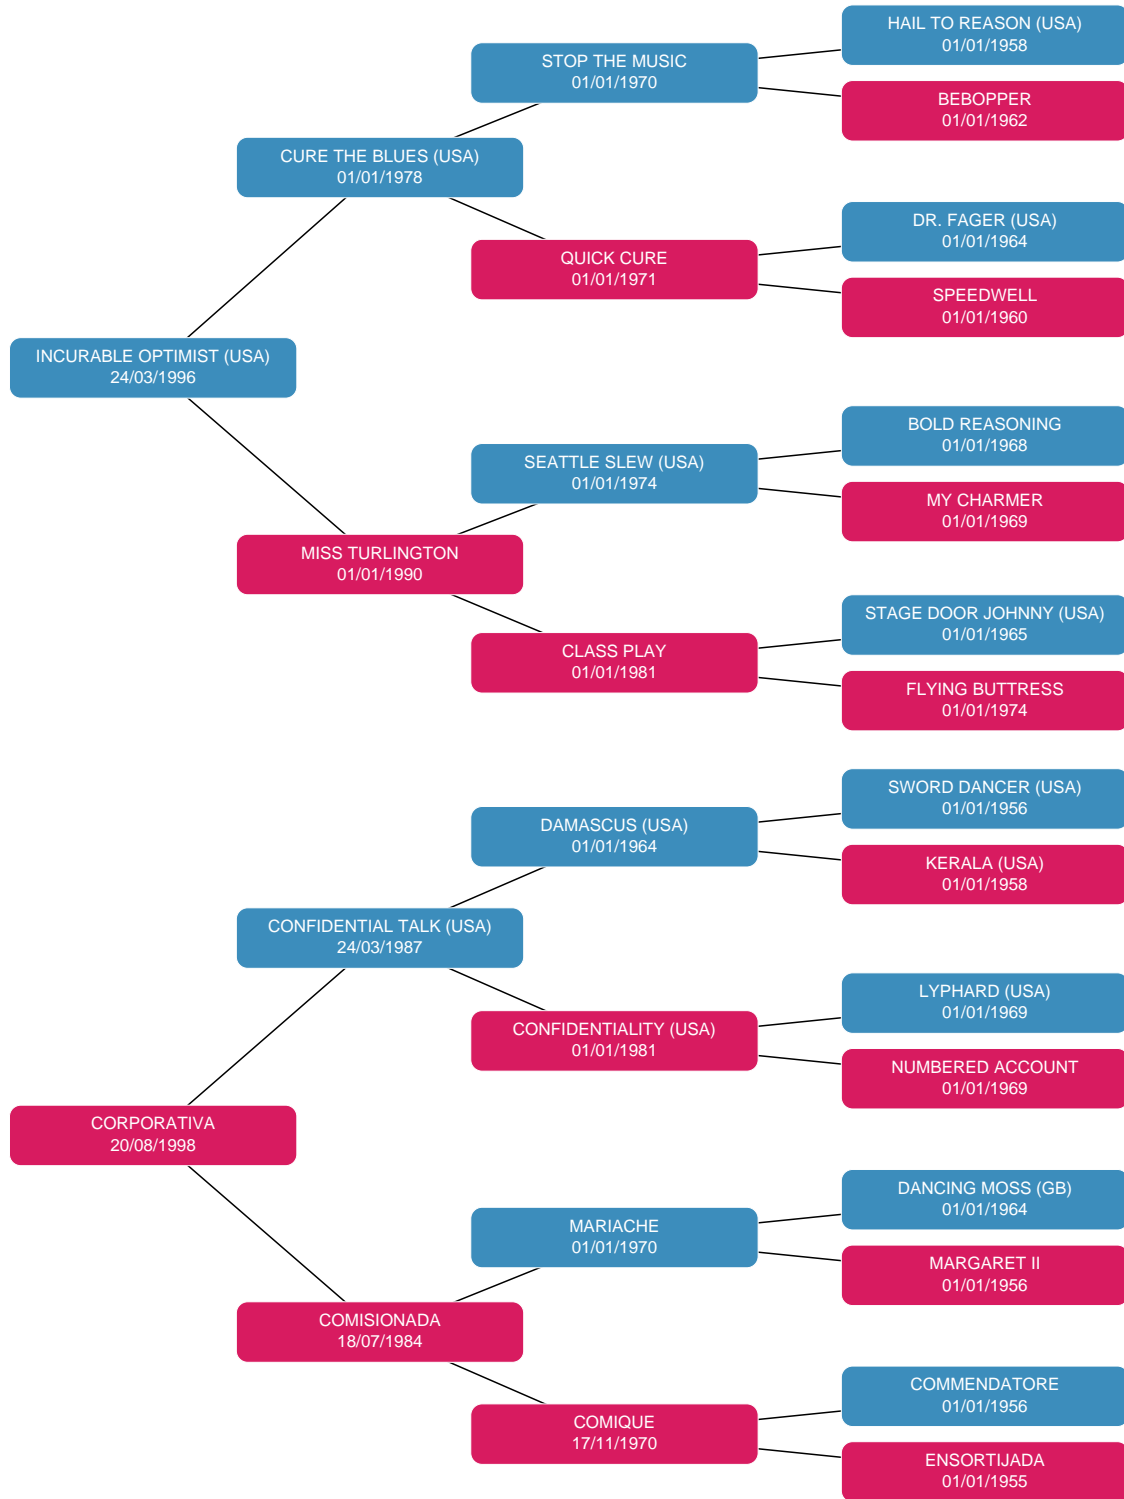 HAIL TO REASON (USA)
01/01/1958
STOP THE MUSIC
01/01/1970
BEBOPPER
01/01/1962
CURE THE BLUES (USA)
01/01/1978
DR. FAGER (USA)
01/01/1964
QUICK CURE
01/01/1971
SPEEDWELL
01/01/1960
INCURABLE OPTIMIST (USA)
24/03/1996
BOLD REASONING
01/01/1968
SEATTLE SLEW (USA)
01/01/1974
MY CHARMER
01/01/1969
MISS TURLINGTON
01/01/1990
STAGE DOOR JOHNNY (USA)
01/01/1965
CLASS PLAY
01/01/1981
FLYING BUTTRESS
01/01/1974
SWORD DANCER (USA)
01/01/1956
DAMASCUS (USA)
01/01/1964
KERALA (USA)
01/01/1958
CONFIDENTIAL TALK (USA)
24/03/1987
LYPHARD (USA)
01/01/1969
CONFIDENTIALITY (USA)
01/01/1981
NUMBERED ACCOUNT
01/01/1969
CORPORATIVA
20/08/1998
DANCING MOSS (GB)
01/01/1964
MARIACHE
01/01/1970
MARGARET II
01/01/1956
COMISIONADA
18/07/1984
COMMENDATORE
01/01/1956
COMIQUE
17/11/1970
ENSORTIJADA
01/01/1955